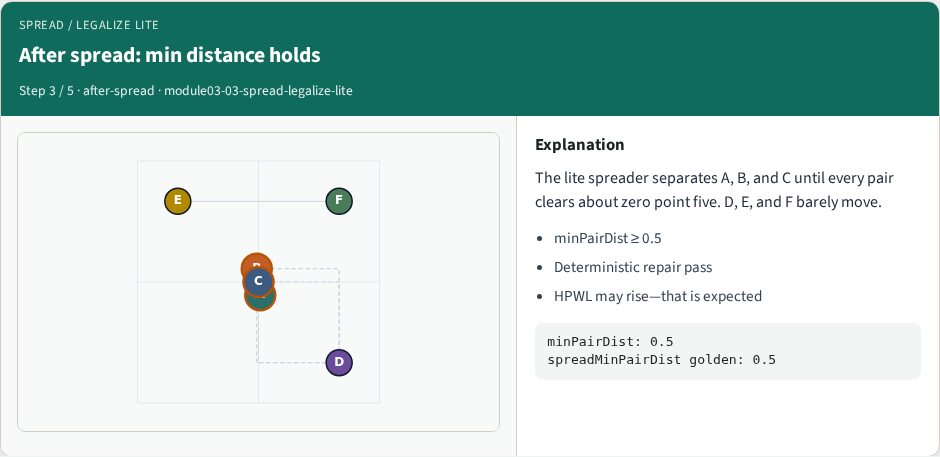 SPREAD / LEGALIZE LITE
After spread: min distance holds
Step 3 / 5 · after-spread · module03-03-spread-legalize-lite
E
F
C
D
Explanation
The lite spreader separates A, B, and C until every pair
clears about zero point five. D, E, and F barely move.
• minPairDist ≥ 0.5
• Deterministic repair pass
• HPWL may rise—that is expected
minPairDist: 0.5
spreadMinPairDist golden: 0.5